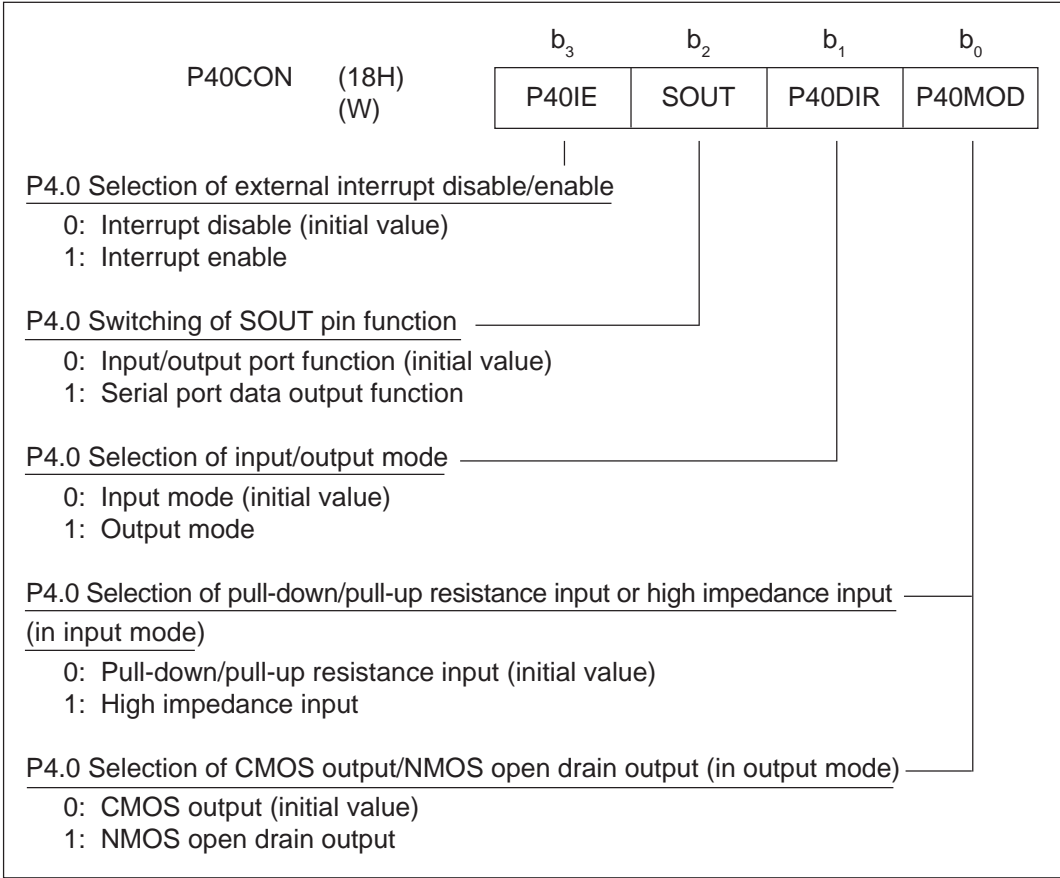 b3 b2 b1 b0
P40CON (18H) P40IE SOUT P40DIR P40MOD
(W)
P4.0 Selection of external interrupt disable/enable
0: Interrupt disable (initial value)
1: Interrupt enable
P4.0 Switching of SOUT pin function
0: Input/output port function (initial value)
1: Serial port data output function
P4.0 Selection of input/output mode
0: Input mode (initial value)
1: Output mode
P4.0 Selection of pull-down/pull-up resistance input or high impedance input
(in input mode)
0: Pull-down/pull-up resistance input (initial value)
1: High impedance input
P4.0 Selection of CMOS output/NMOS open drain output (in output mode)
0: CMOS output (initial value)
1: NMOS open drain output